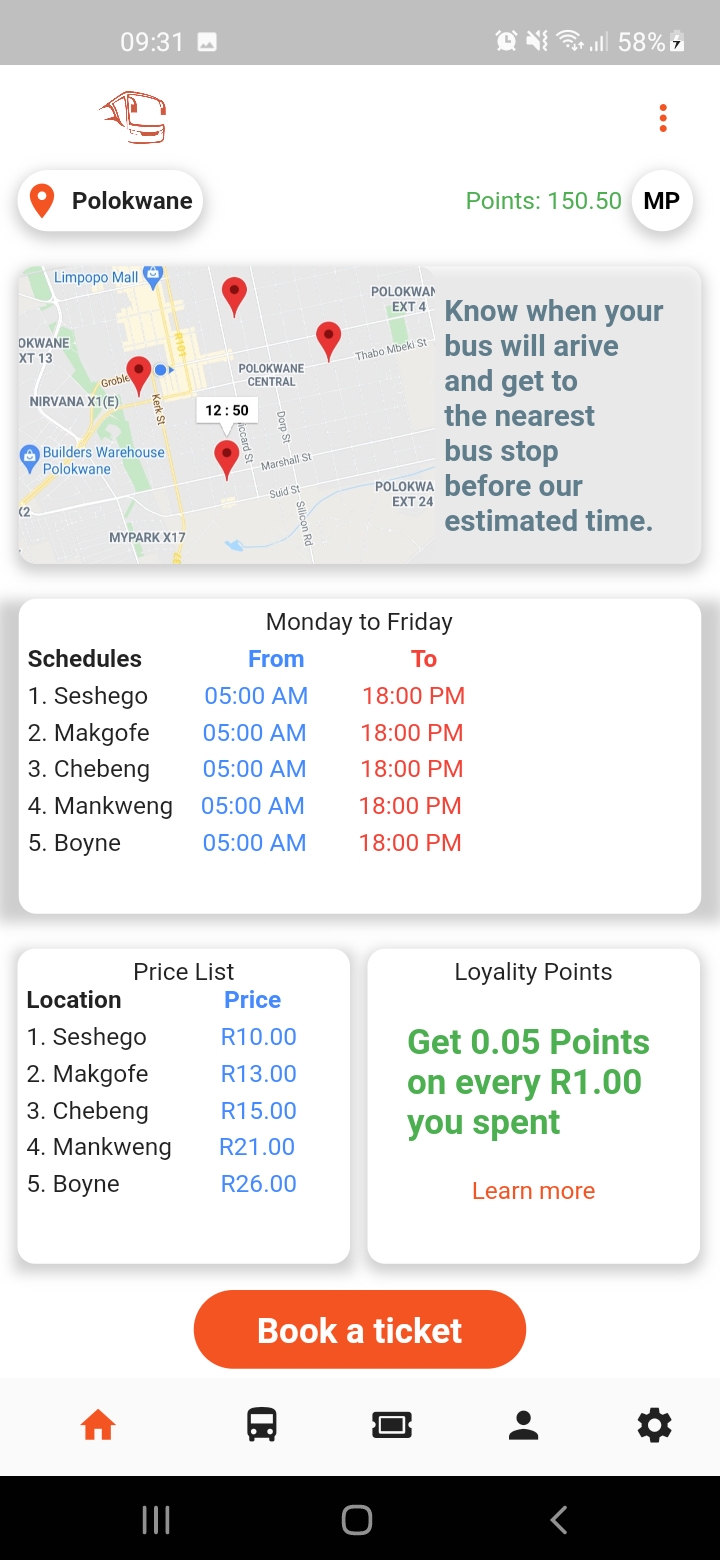 09:31
58%
Polokwane
Points: 150.50
MP
Limpopo Mall
POLOKWAN
EXT 4
OKWANE
XT 13
R101
Thabo Mbeki St
POLOKWANE
CENTRAL
Groble
NIRVANA X1(E)
Kerk St
12 : 50
Dorp St
iccard St
Builders Warehouse
Polokwane
Marshall St
Suid St
POLOKWA
EXT 24
X2
Silicon Rd
MYPARK X17
Know when your
bus will arive
and get to
the nearest
bus stop
before our
estimated time.
Monday to Friday
Schedules From To
1. Seshego 05:00 AM 18:00 PM
2. Makgofe 05:00 AM 18:00 PM
3. Chebeng 05:00 AM 18:00 PM
4. Mankweng 05:00 AM 18:00 PM
5. Boyne 05:00 AM 18:00 PM
Price List
Location Price
1. Seshego R10.00
2. Makgofe R13.00
3. Chebeng R15.00
4. Mankweng R21.00
5. Boyne R26.00
Loyality Points
Get 0.05 Points
on every R1.00
you spent
Learn more
Book a ticket